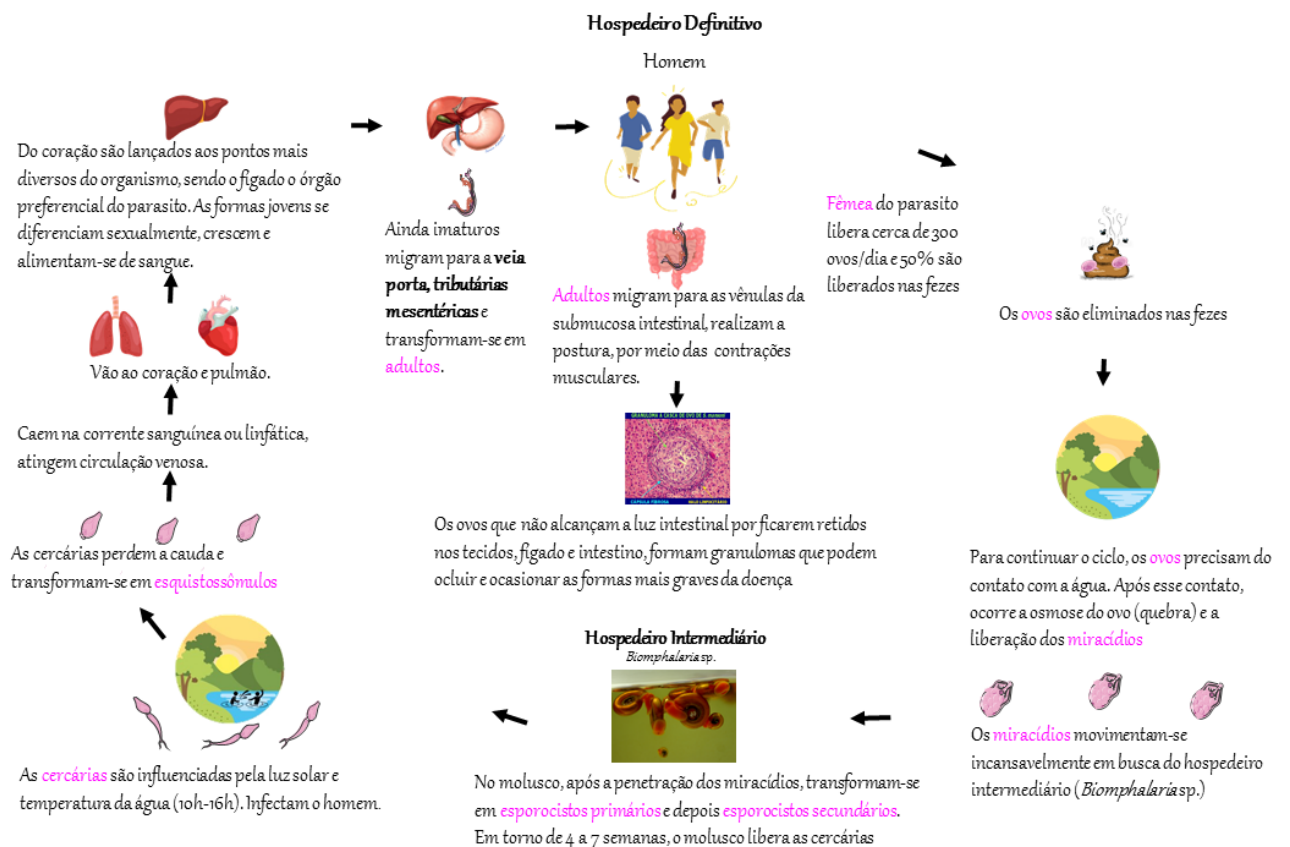 Hospedeiro Definitivo
Homem
Do coração são lançados aos pontos mais
diversos do organismo, sendo o fígado o órgão
preferencial do parasito. As formas jovens se
diferenciam sexualmente, crescem e
alimentam-se de sangue.
Ainda imaturos
migram para a veia
porta, tributárias
mesentéricas e
transformam-se em
adultos.
Adultos migram para as vênulas da
submucosa intestinal, realizam a
postura, por meio das contrações
musculares.
Fêmea do parasito
libera cerca de 300
ovos/dia e 50% são
liberados nas fezes
Os ovos são eliminados nas fezes
Vão ao coração e pulmão.
Caem na corrente sanguínea ou linfática,
atingem circulação venosa.
GRANULOMA A CASCA DE OVO DE S. mansoni
CÁPSULA FIBROSA
HALO LINFOCITÁRIO
Os ovos que não alcançam a luz intestinal por ficarem retidos
nos tecidos, fígado e intestino, formam granulomas que podem
ocluir e ocasionar as formas mais graves da doença
As cercárias perdem a cauda e
transformam-se em esquistossômulos
Para continuar o ciclo, os ovos precisam do
contato com a água. Após esse contato,
ocorre a osmose do ovo (quebra) e a
liberação dos miracídios
Hospedeiro Intermediário
Biomphalaria sp.
Os miracídios movimentam-se
incansavelmente em busca do hospedeiro
intermediário (Biomphalaria sp.)
As cercárias são influenciadas pela luz solar e
temperatura da água (10h-16h). Infectam o homem.
No molusco, após a penetração dos miracídios, transformam-se
em esporocistos primários e depois esporocistos secundários.
Em torno de 4 a 7 semanas, o molusco libera as cercárias